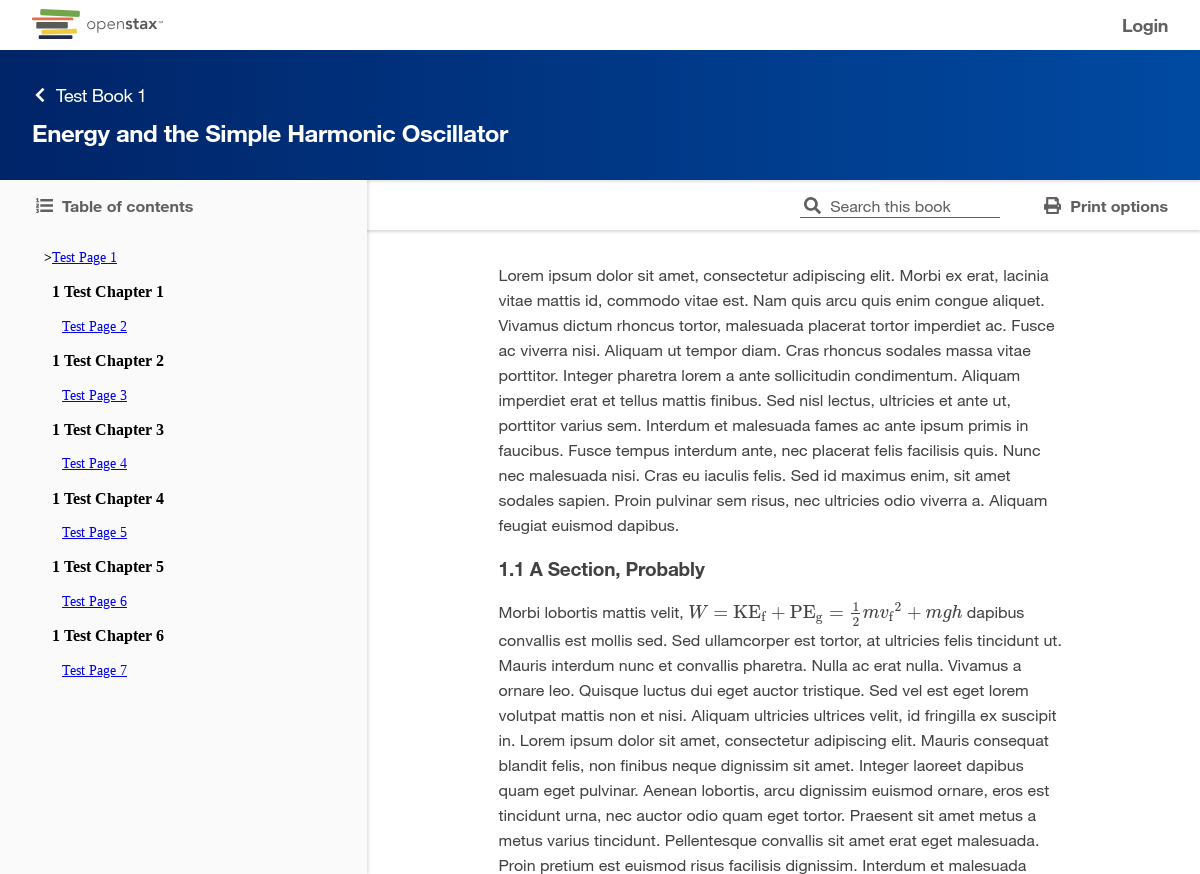 openstax™
Login
Test Book 1
Energy and the Simple Harmonic Oscillator
Table of contents
Search this book
Print options
>Test Page 1
1 Test Chapter 1
Test Page 2
1 Test Chapter 2
Test Page 3
1 Test Chapter 3
Test Page 4
1 Test Chapter 4
Test Page 5
1 Test Chapter 5
Test Page 6
1 Test Chapter 6
Test Page 7
Lorem ipsum dolor sit amet, consectetur adipiscing elit. Morbi ex erat, lacinia
vitae mattis id, commodo vitae est. Nam quis arcu quis enim congue aliquet.
Vivamus dictum rhoncus tortor, malesuada placerat tortor imperdiet ac. Fusce
ac viverra nisi. Aliquam ut tempor diam. Cras rhoncus sodales massa vitae
porttitor. Integer pharetra lorem a ante sollicitudin condimentum. Aliquam
imperdiet erat et tellus mattis finibus. Sed nisl lectus, ultricies et ante ut,
porttitor varius sem. Interdum et malesuada fames ac ante ipsum primis in
faucibus. Fusce tempus interdum ante, nec placerat felis facilisis quis. Nunc
nec malesuada nisi. Cras eu iaculis felis. Sed id maximus enim, sit amet
sodales sapien. Proin pulvinar sem risus, nec ultricies odio viverra a. Aliquam
feugiat euismod dapibus.
1.1 A Section, Probably
Morbi lobortis mattis velit, W = KE_f + PE_g = 1/2 mv_f² + mgh dapibus
convallis est mollis sed. Sed ullamcorper est tortor, at ultricies felis tincidunt ut.
Mauris interdum nunc et convallis pharetra. Nulla ac erat nulla. Vivamus a
ornare leo. Quisque luctus dui eget auctor tristique. Sed vel est eget lorem
volutpat mattis non et nisi. Aliquam ultricies ultrices velit, id fringilla ex suscipit
in. Lorem ipsum dolor sit amet, consectetur adipiscing elit. Mauris consequat
blandit felis, non finibus neque dignissim sit amet. Integer laoreet dapibus
quam eget pulvinar. Aenean lobortis, arcu dignissim euismod ornare, eros est
tincidunt urna, nec auctor odio quam eget tortor. Praesent sit amet metus a
metus varius tincidunt. Pellentesque convallis sit amet erat eget malesuada.
Proin pretium est euismod risus facilisis dignissim. Interdum et malesuada